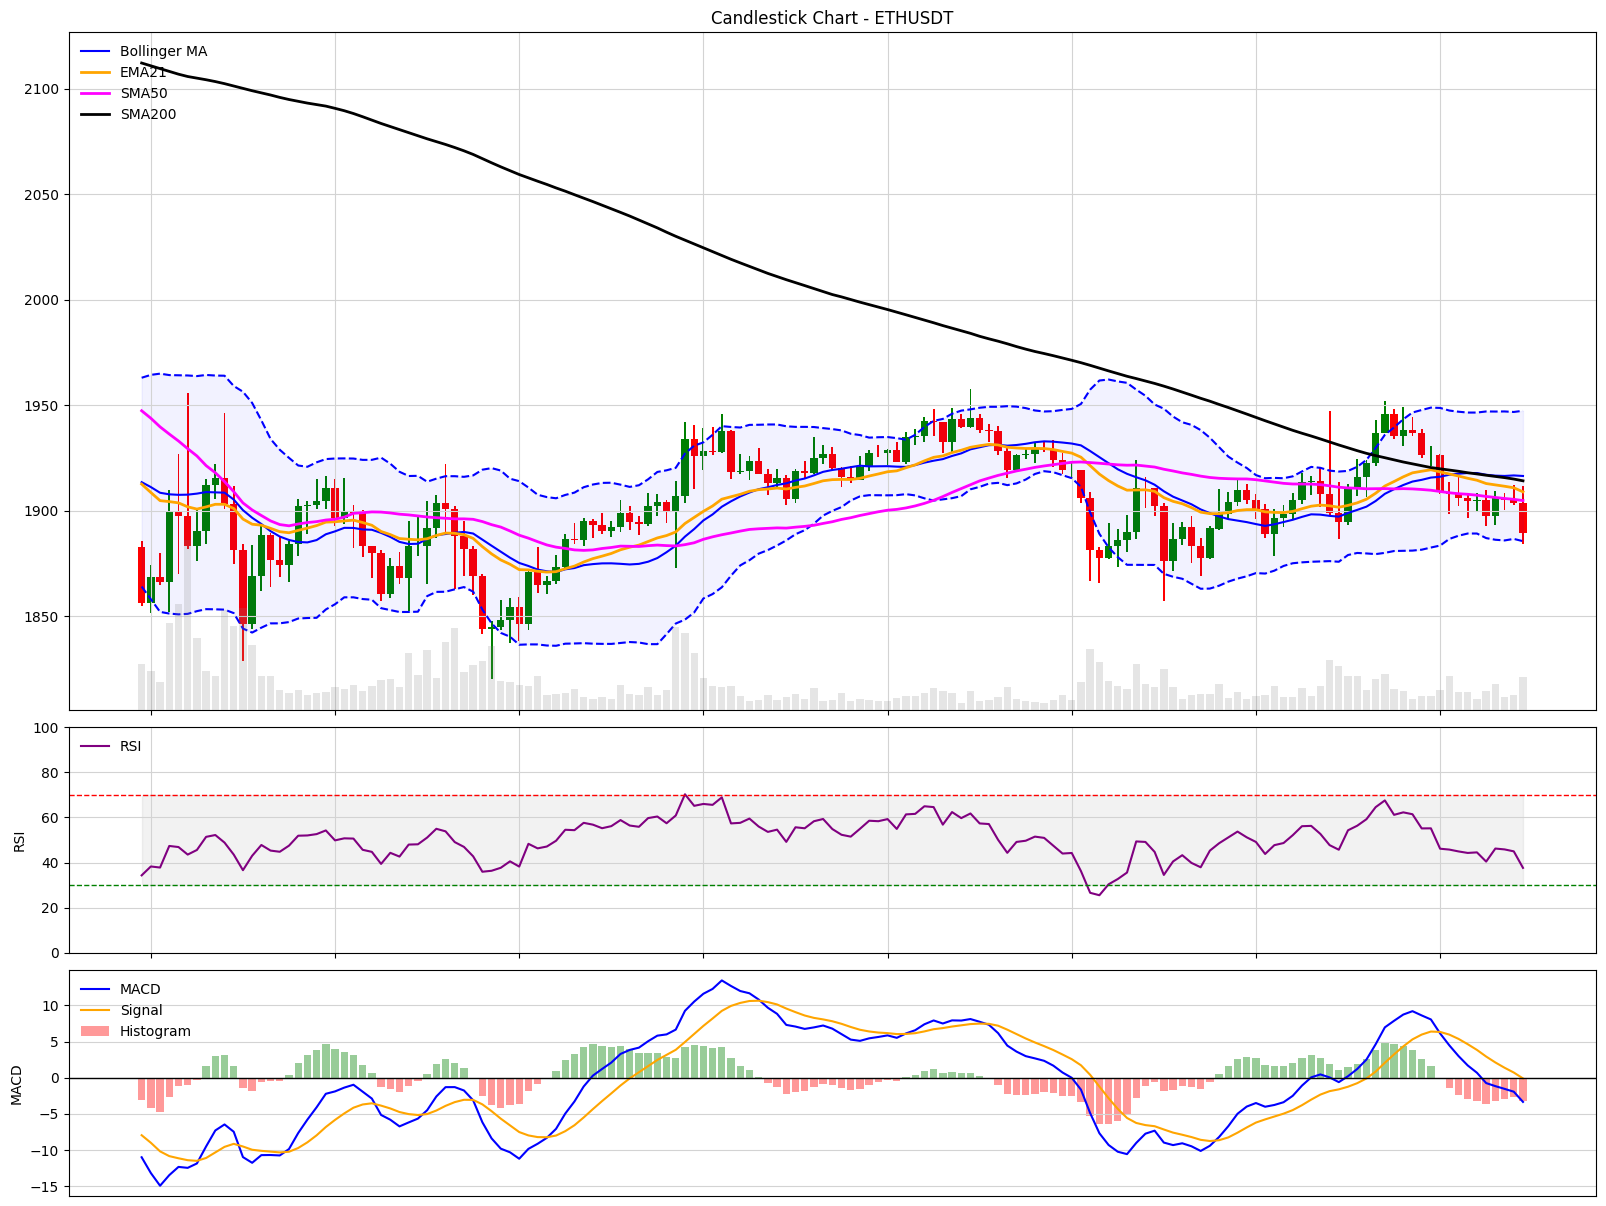 Candlestick Chart - ETHUSDT
Bollinger MA
EMA21
SMA50
SMA200
2100
2050
2000
1950
1900
1850
RSI
100
80
60
40
20
0
RSI
MACD
Signal
Histogram
10
5
0
−5
−10
−15
MACD